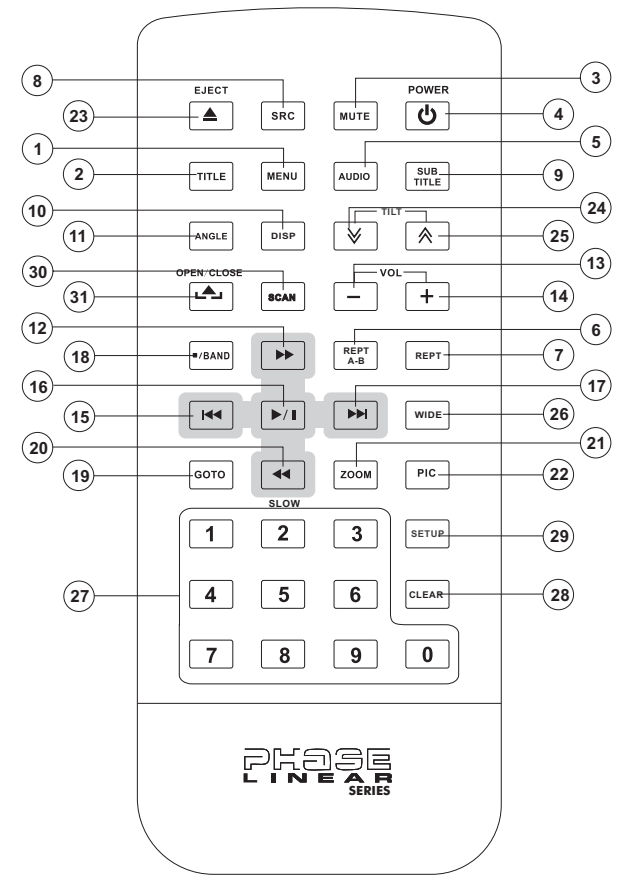 8
3
EJECT
POWER
23
SRC
MUTE
4
1
5
2
TITLE
MENU
AUDIO
SUB
TITLE
9
10
24
TILT
11
ANGLE
DISP
25
30
13
OPEN/CLOSE
VOL
31
SCAN
−
+
14
12
6
18
■/BAND
▶▶
REPT
A-B
REPT
7
16
17
15
|◀◀
▶/❚❚
▶▶|
WIDE
26
20
21
19
GOTO
◀◀
ZOOM
PIC
22
SLOW
1
2
3
SETUP
29
27
4
5
6
CLEAR
28
7
8
9
0
PHASE
LINEAR
SERIES